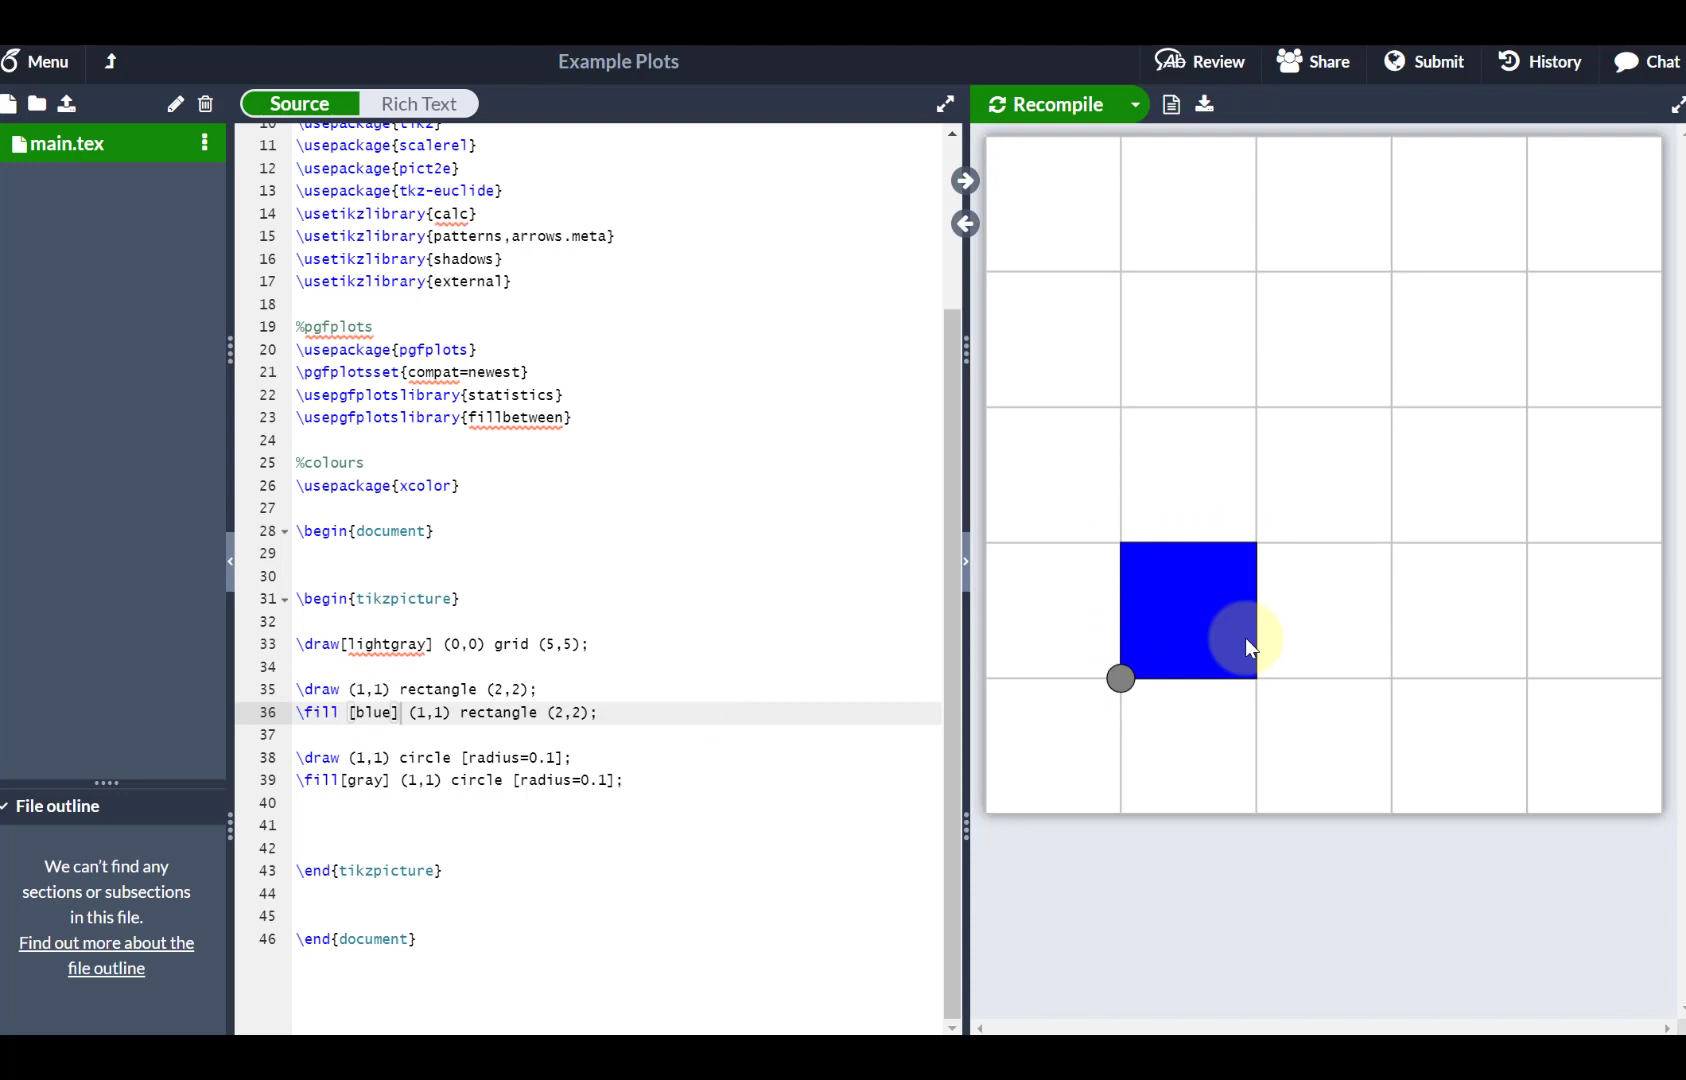 Menu
Example Plots
Review
Share
Submit
History
Chat
Source
Rich Text
Recompile
main.tex
10 \usepackage{tikz}
11 \usepackage{scalerel}
12 \usepackage{pict2e}
13 \usepackage{tkz-euclide}
14 \usetikzlibrary{calc}
15 \usetikzlibrary{patterns,arrows.meta}
16 \usetikzlibrary{shadows}
17 \usetikzlibrary{external}
18
19 %pgfplots
20 \usepackage{pgfplots}
21 \pgfplotsset{compat=newest}
22 \usepgfplotslibrary{statistics}
23 \usepgfplotslibrary{fillbetween}
24
25 %colours
26 \usepackage{xcolor}
27
28 \begin{document}
29
30
31 \begin{tikzpicture}
32
33 \draw[lightgray] (0,0) grid (5,5);
34
35 \draw (1,1) rectangle (2,2);
36 \fill [blue] (1,1) rectangle (2,2);
37
38 \draw (1,1) circle [radius=0.1];
39 \fill[gray] (1,1) circle [radius=0.1];
40
41
42
43 \end{tikzpicture}
44
45
46 \end{document}
File outline
We can't find any
sections or subsections
in this file.
Find out more about the
file outline